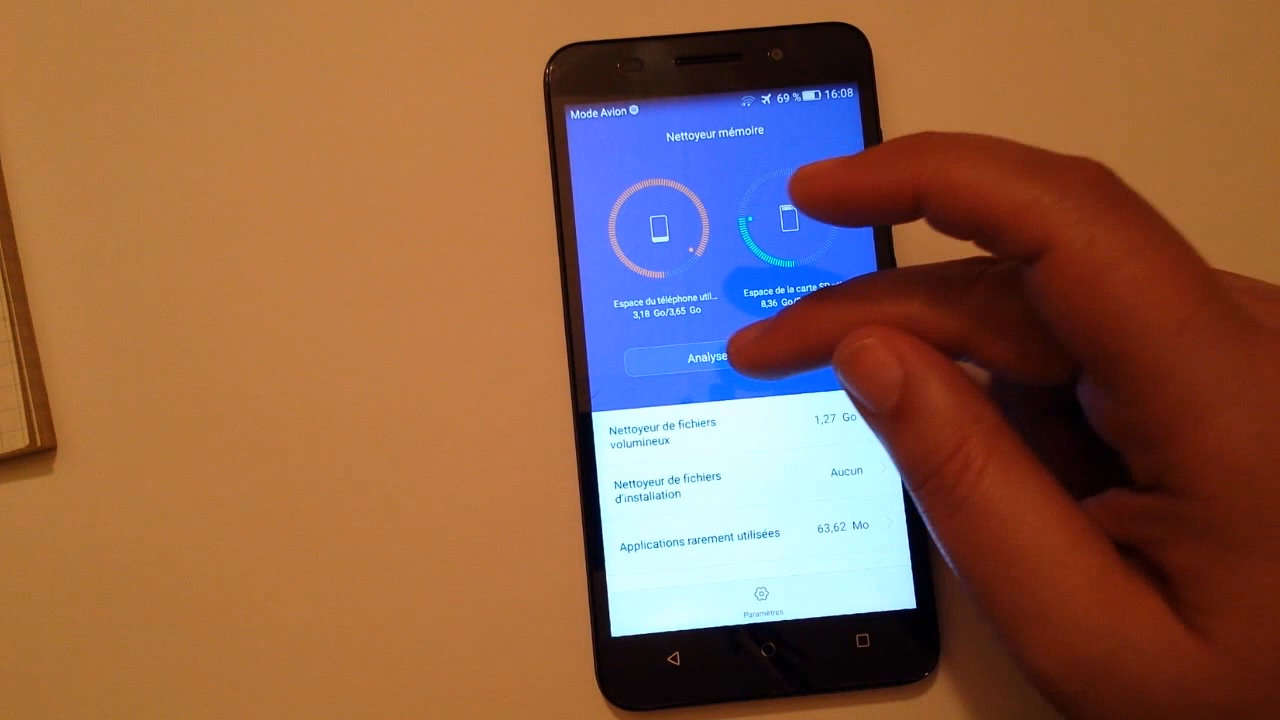 Mode Avion
69 % 16:08
Nettoyeur mémoire
Espace du téléphone util...
3,18 Go/3,65 Go
Espace de la carte
8,36 Go/
Analyse
Nettoyeur de fichiers
volumineux
1,27 Go
Nettoyeur de fichiers
d'installation
Aucun
Applications rarement utilisées
63,62 Mo
Paramètres